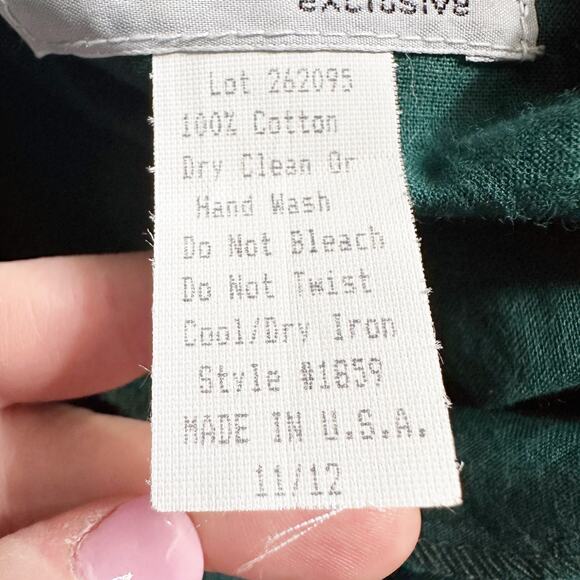 exclusive
Lot 262095
100% Cotton
Dry Clean Or
Hand Wash
Do Not Bleach
Do Not Twist
Cool/Dry Iron
Style #1859
MADE IN U.S.A.
11/12